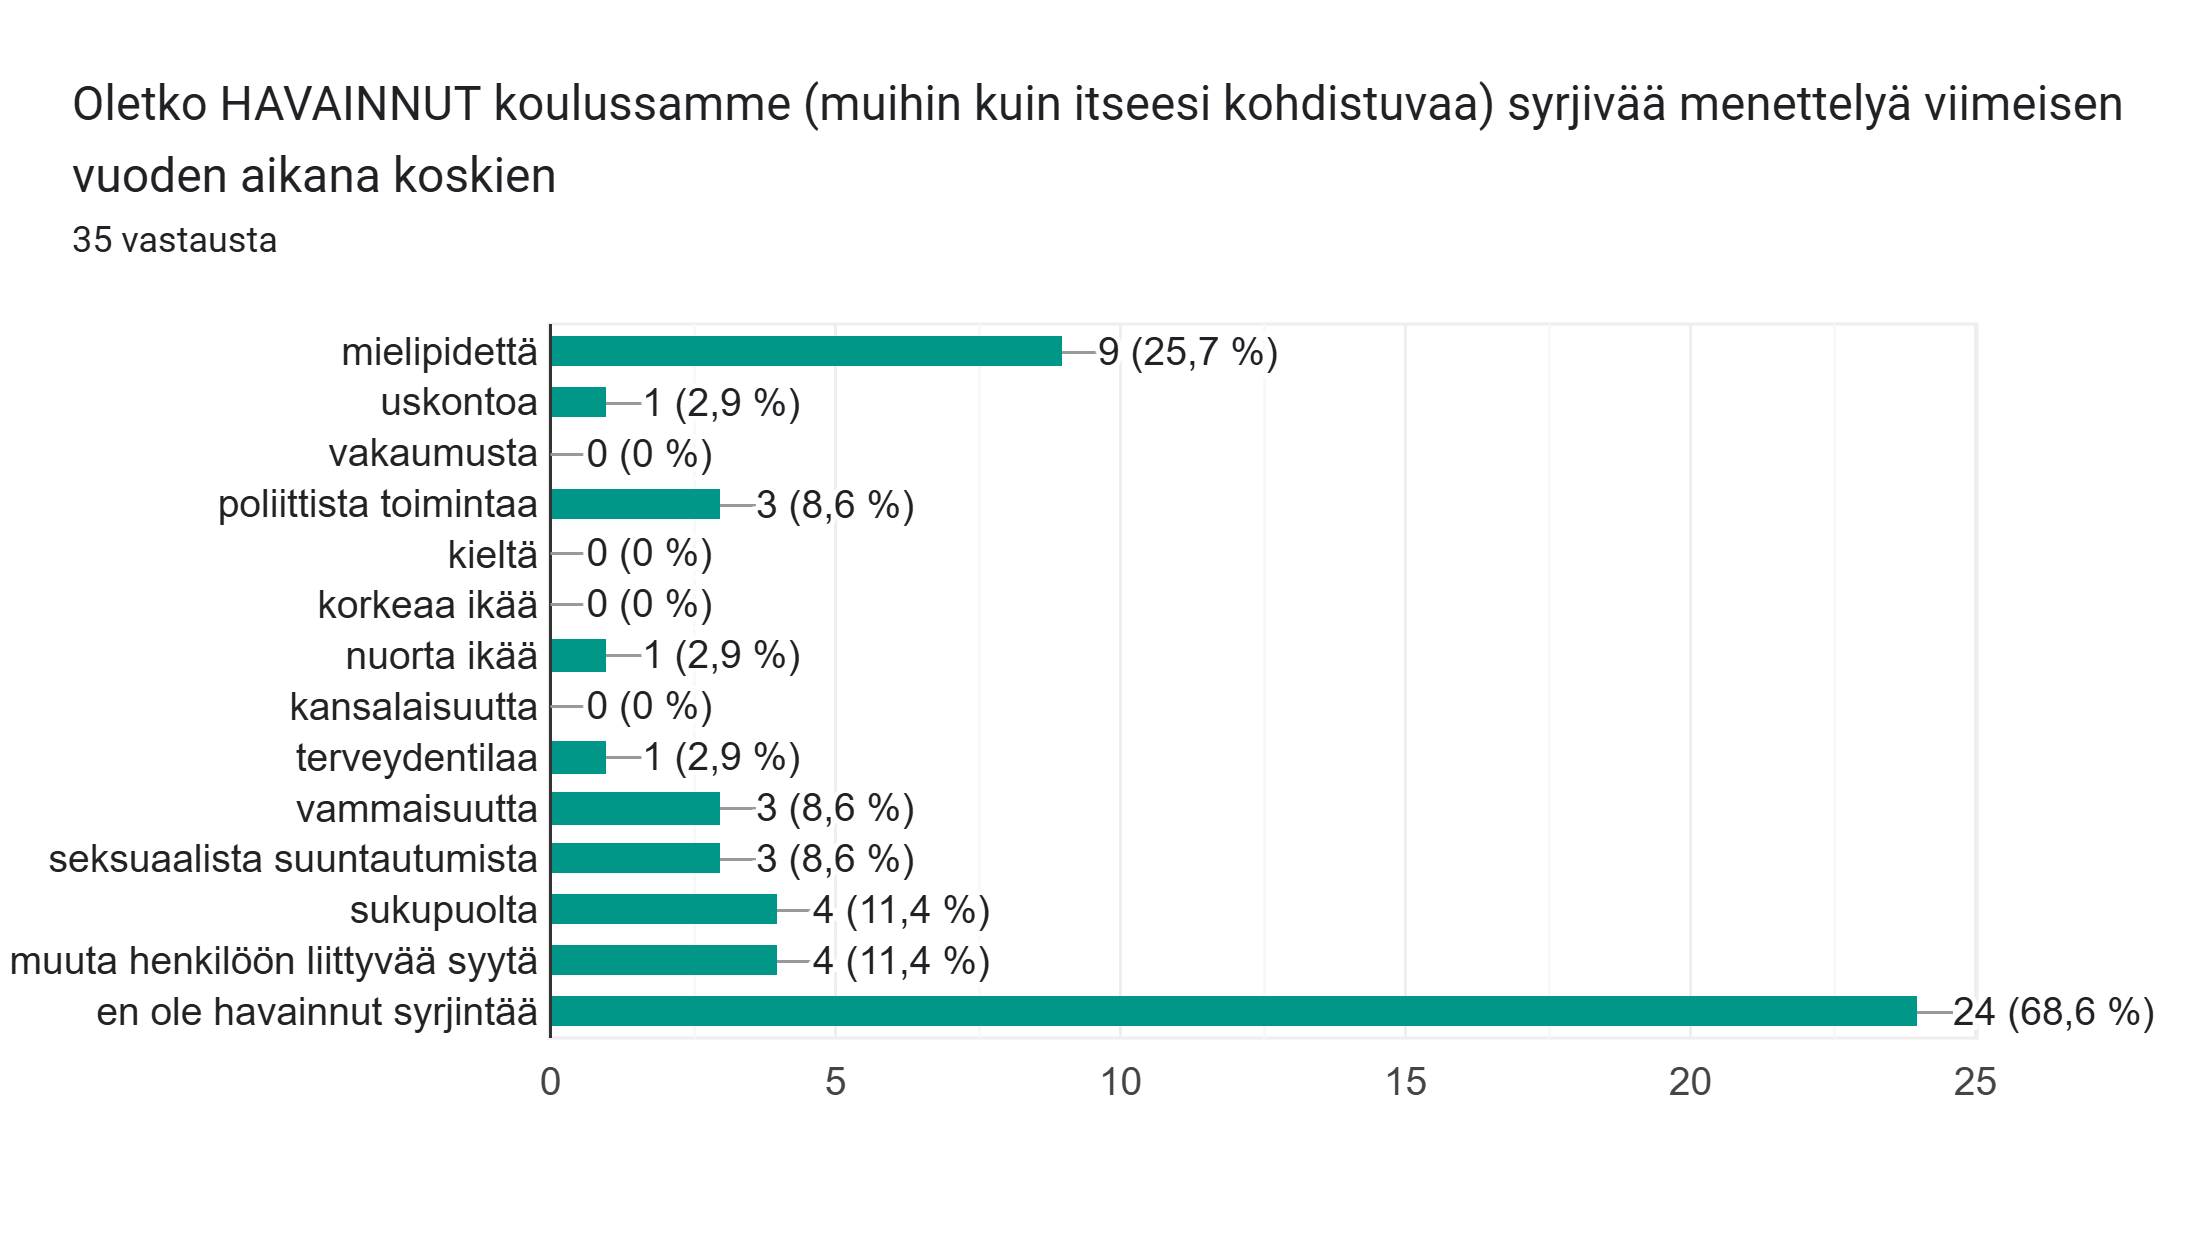 Oletko HAVAINNUT koulussamme (muihin kuin itseesi kohdistuvaa) syrjivää menettelyä viimeisen
vuoden aikana koskien
35 vastausta
mielipidettä 9 (25,7 %)
uskontoa 1 (2,9 %)
vakaumusta 0 (0 %)
poliittista toimintaa 3 (8,6 %)
kieltä 0 (0 %)
korkeaa ikää 0 (0 %)
nuorta ikää 1 (2,9 %)
kansalaisuutta 0 (0 %)
terveydentilaa 1 (2,9 %)
vammaisuutta 3 (8,6 %)
seksuaalista suuntautumista 3 (8,6 %)
sukupuolta 4 (11,4 %)
muuta henkilöön liittyvää syytä 4 (11,4 %)
en ole havainnut syrjintää 24 (68,6 %)
0 5 10 15 20 25